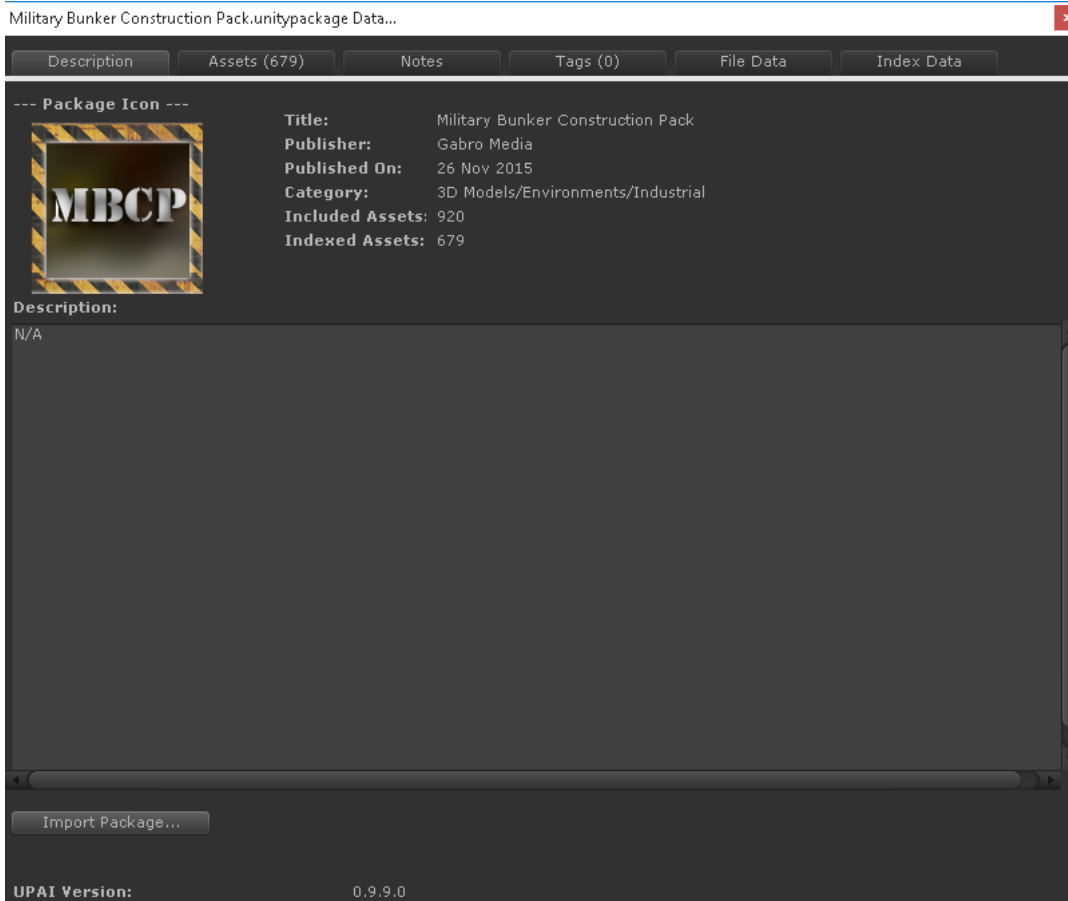 Military Bunker Construction Pack.unitypackage Data...
Description Assets (679) Notes Tags (0) File Data Index Data
--- Package Icon ---
MBCP
Title: Military Bunker Construction Pack
Publisher: Gabro Media
Published On: 26 Nov 2015
Category: 3D Models/Environments/Industrial
Included Assets: 920
Indexed Assets: 679
Description:
N/A
Import Package...
UPAI Version: 0.9.9.0